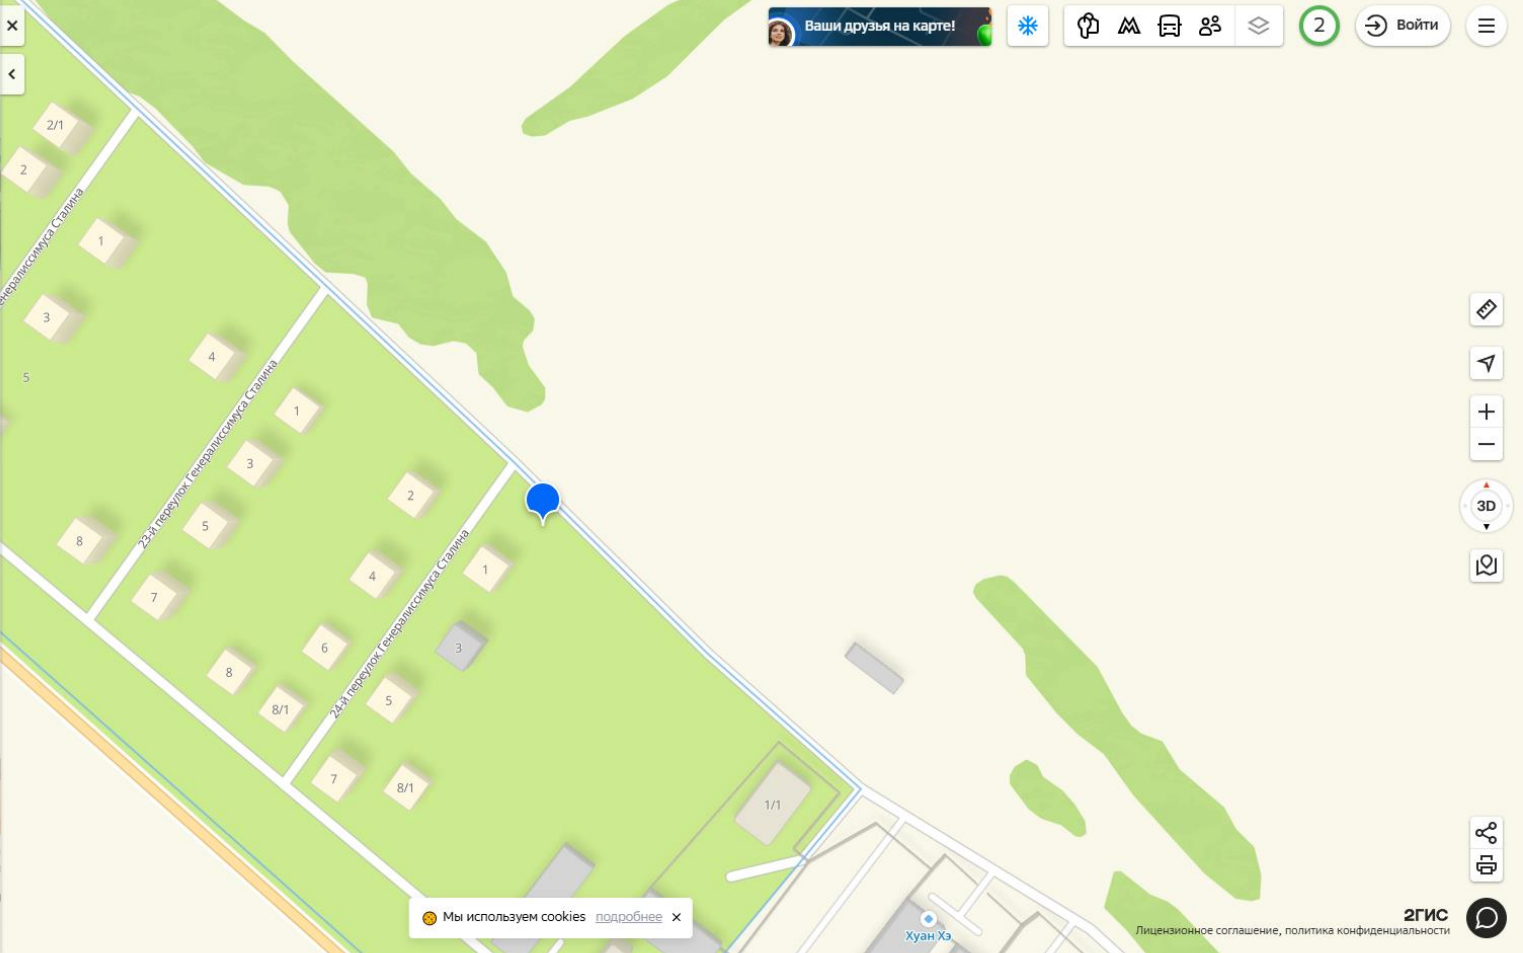 Ваши друзья на карте!
2
Войти
2/1
2
1
3
5
8
4
1
3
5
7
2
4
6
8
8/1
1
3
5
7
8/1
1/1
енералиссимуса Сталина
23-й переулок Генералиссимуса Сталина
24-й переулок Генералиссимуса Сталина
3D
Мы используем cookies подробнее
Хуан Хэ
2ГИС
Лицензионное соглашение, политика конфиденциальности